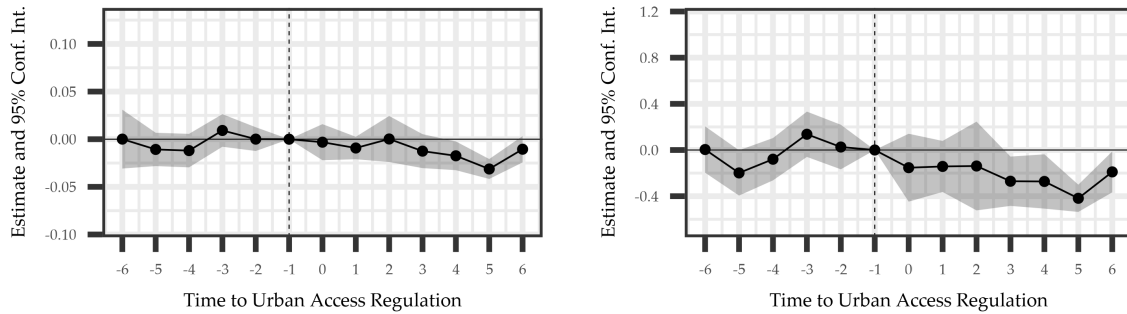 Estimate and 95% Conf. Int.
0.10
0.05
0.00
-0.05
-0.10
-6 -5 -4 -3 -2 -1 0 1 2 3 4 5 6
Time to Urban Access Regulation
Estimate and 95% Conf. Int.
1.2
0.8
0.4
0.0
-0.4
-6 -5 -4 -3 -2 -1 0 1 2 3 4 5 6
Time to Urban Access Regulation